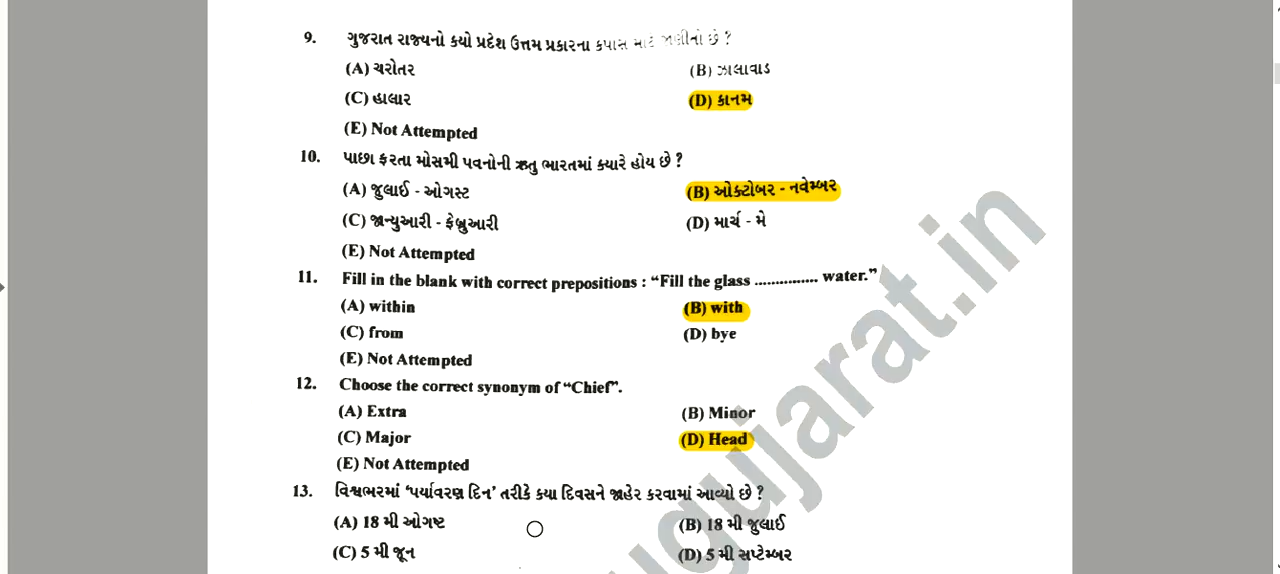 9. ગુજરાત રાજ્યનો કયો પ્રદેશ ઉત્તમ પ્રકારના કપાસ માટે જાણીતો છે ?
(A) ચરોતર (B) ઝાલાવાડ
(C) હાલાર (D) કાનમ
(E) Not Attempted
10. પાછા ફરતા મોસમી પવનોની ઋતુ ભારતમાં ક્યારે હોય છે ?
(A) જુલાઈ - ઓગસ્ટ (B) ઓક્ટોબર - નવેમ્બર
(C) જાન્યુઆરી - ફેબ્રુઆરી (D) માર્ચ - મે
(E) Not Attempted
11. Fill in the blank with correct prepositions : “Fill the glass ............... water.”
(A) within (B) with
(C) from (D) bye
(E) Not Attempted
12. Choose the correct synonym of “Chief”.
(A) Extra (B) Minor
(C) Major (D) Head
(E) Not Attempted
13. વિશ્વભરમાં ‘પર્યાવરણ દિન’ તરીકે કયા દિવસને જાહેર કરવામાં આવ્યો છે ?
(A) 18 મી ઓગષ્ટ (B) 18 મી જુલાઈ
(C) 5 મી જૂન (D) 5 મી સપ્ટેમ્બર
ugujarat.in